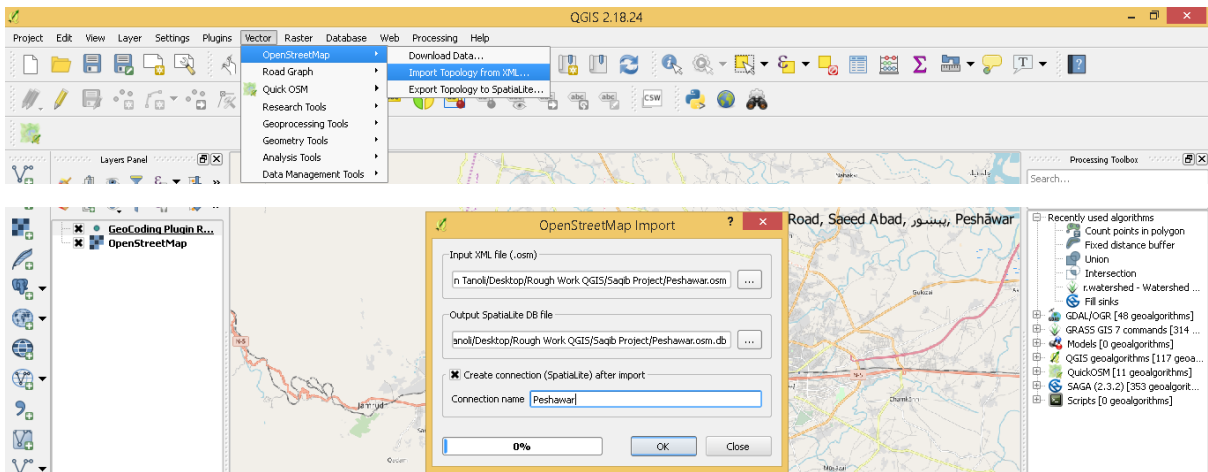 QGIS 2.18.24
Project Edit View Layer Settings Plugins Vector Raster Database Web Processing Help
OpenStreetMap
Road Graph
Quick OSM
Research Tools
Geoprocessing Tools
Geometry Tools
Analysis Tools
Data Management Tools
Download Data...
Import Topology from XML...
Export Topology to SpatiaLite...
abc abc CSW
Layers Panel
Processing Toolbox
Search...
GeoCoding Plugin R...
OpenStreetMap
OpenStreetMap Import
Input XML file (.osm)
n Tanoli/Desktop/Rough Work QGIS/Saqib Project/Peshawar.osm ...
Output SpatiaLite DB file
anoli/Desktop/Rough Work QGIS/Saqib Project/Peshawar.osm.db ...
Create connection (SpatiaLite) after import
Connection name Peshawar
0% OK Close
Road, Saeed Abad, پېښور, Peshāwar
N-5
Jamrud
N-5
Recently used algorithms
Count points in polygon
Fixed distance buffer
Union
Intersection
r.watershed - Watershed ...
Fill sinks
GDAL/OGR [48 geoalgorithms]
GRASS GIS 7 commands [314 ...
Models [0 geoalgorithms]
QGIS geoalgorithms [117 geoa...
QuickOSM [11 geoalgorithms]
SAGA (2.3.2) [353 geoalgorit...
Scripts [0 geoalgorithms]